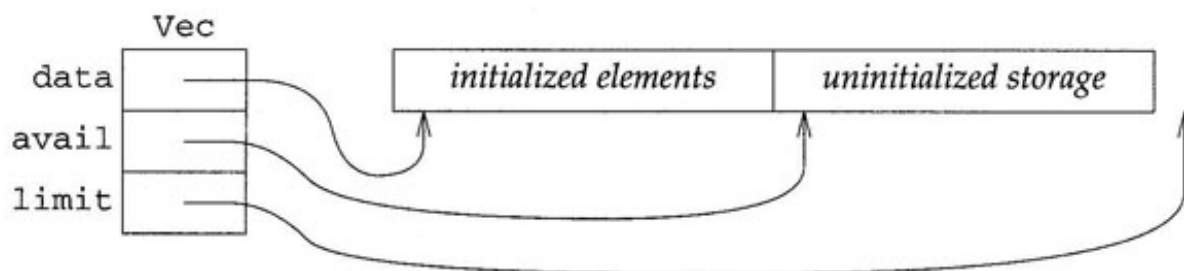 Vec
data
initialized elements
uninitialized storage
avail
limit